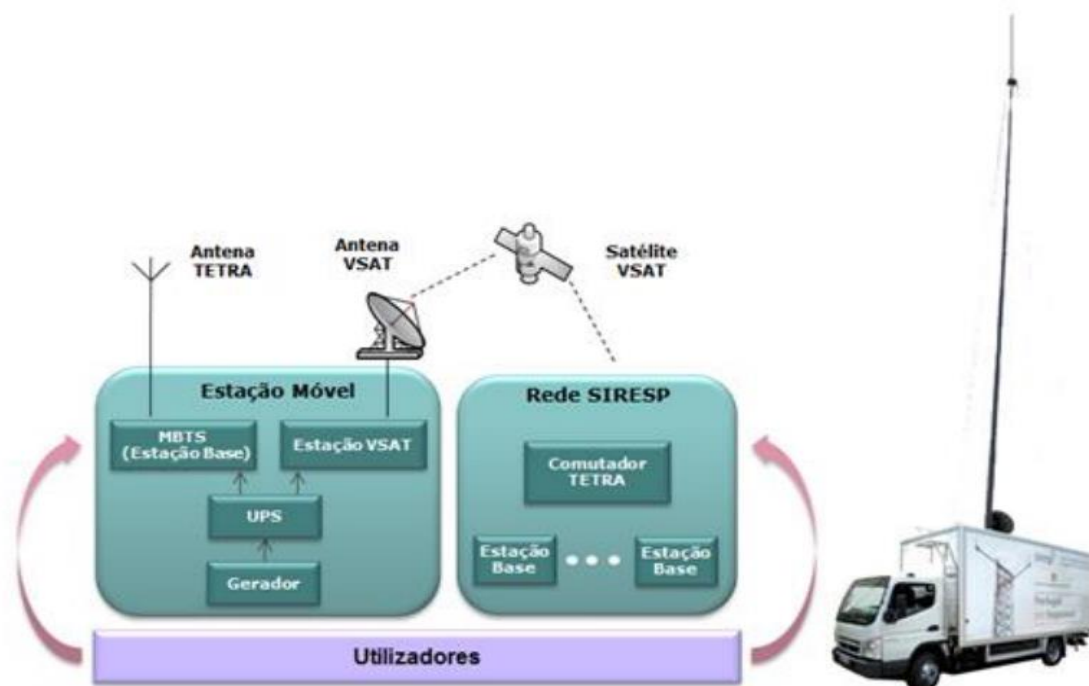 Antena
TETRA
Antena
VSAT
Satélite
VSAT
Estação Móvel
MBTS
(Estação Base)
Estação VSAT
UPS
Gerador
Rede SIRESP
Comutador
TETRA
Estação
Base
Estação
Base
Utilizadores